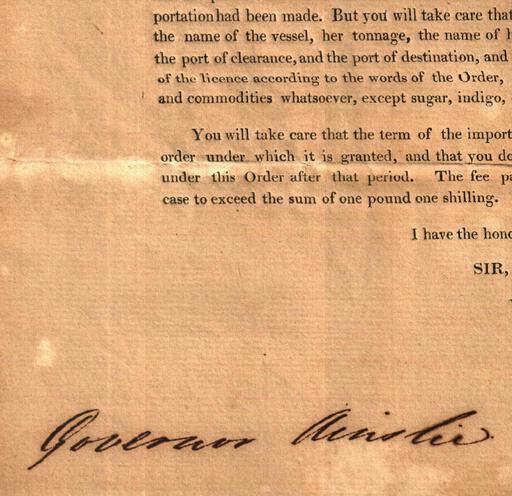 portation had been made. But you will take care that
the name of the vessel, her tonnage, the name of h
the port of clearance, and the port of destination, and
of the licence according to the words of the Order,
and commodities whatsoever, except sugar, indigo,
You will take care that the term of the import
order under which it is granted, and that you do
under this Order after that period. The fee pa
case to exceed the sum of one pound one shilling.
I have the hono
SIR,
Governor Ainslie